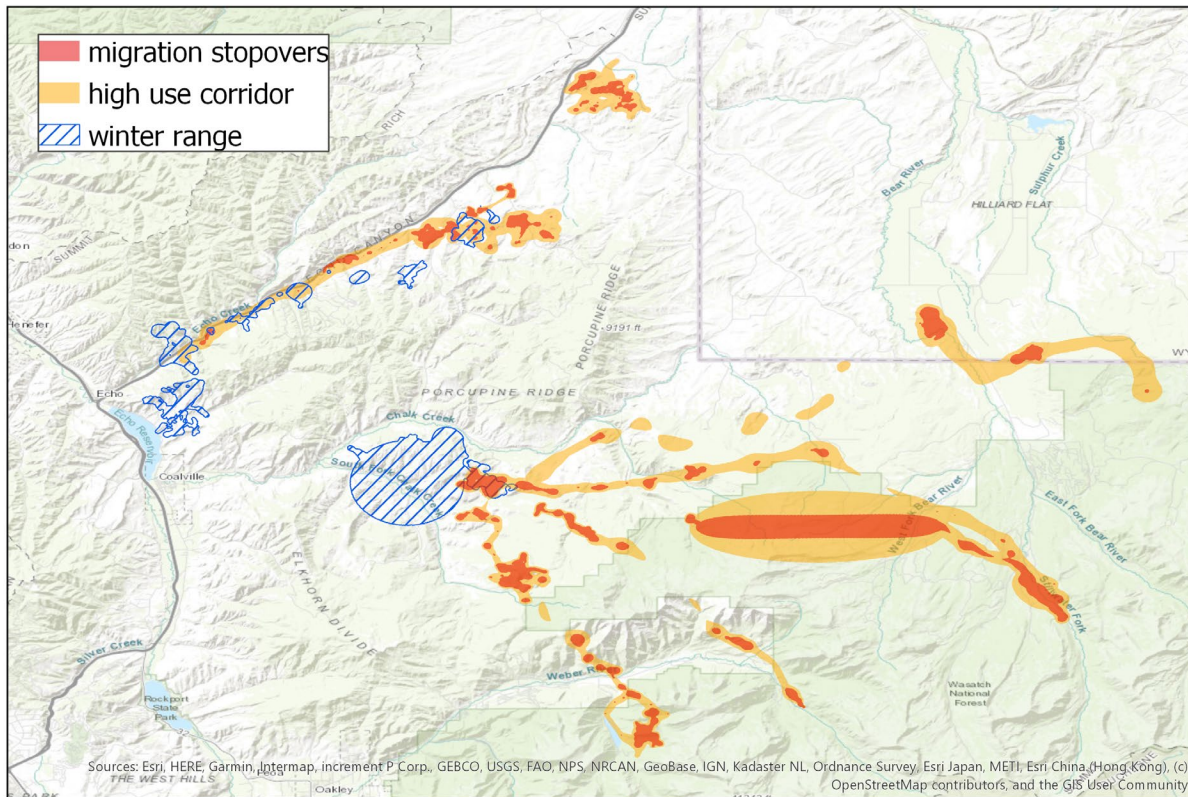 migration stopovers
high use corridor
winter range
SUMMIT
RICH
Bear River
Sulphur Creek
HILLIARD FLAT
CANYON
Echo Creek
PORCUPINE RIDGE
9191 ft
Henefer
WY
Echo
PORCUPINE RIDGE
Echo Reservoir
Chalk Creek
Coalville
South Fork Chalk Creek
West Fork Bear River
East Fork Bear River
ELKHORN DIVIDE
Silver Creek
Weber River
Wasatch
National
Forest
Rockport
State
Park
THE WEST HILLS
Peoa
Oakley
Sources: Esri, HERE, Garmin, Intermap, increment P Corp., GEBCO, USGS, FAO, NPS, NRCAN, GeoBase, IGN, Kadaster NL, Ordnance Survey, Esri Japan, METI, Esri China (Hong Kong), (c)
OpenStreetMap contributors, and the GIS User Community